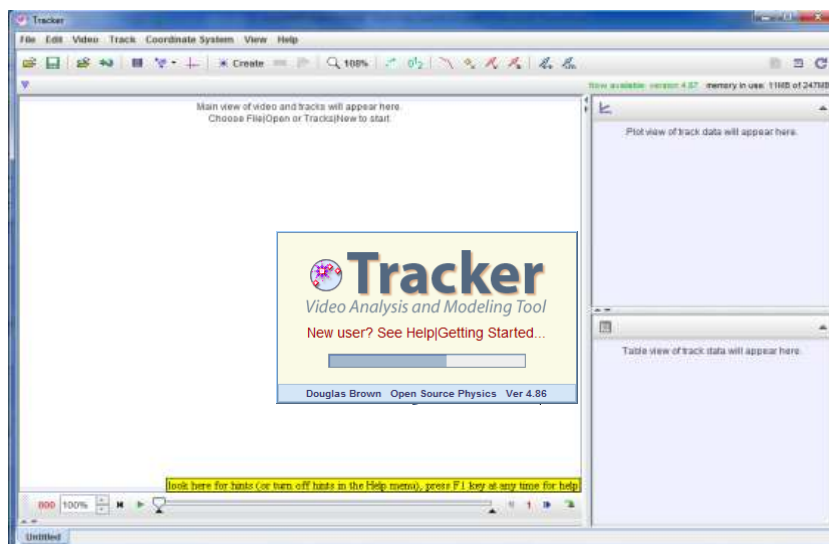 Tracker
File Edit Video Track Coordinate System View Help
Create 108%
Now available: version 4.87 memory in use: 11MB of 247MB
Main view of video and tracks will appear here.
Choose File|Open or Tracks|New to start.
Plot view of track data will appear here.
Tracker
Video Analysis and Modeling Tool
New user? See Help|Getting Started...
Douglas Brown Open Source Physics Ver 4.86
Table view of track data will appear here.
look here for hints (or turn off hints in the Help menu), press F1 key at any time for help
000 100% 1
Untitled